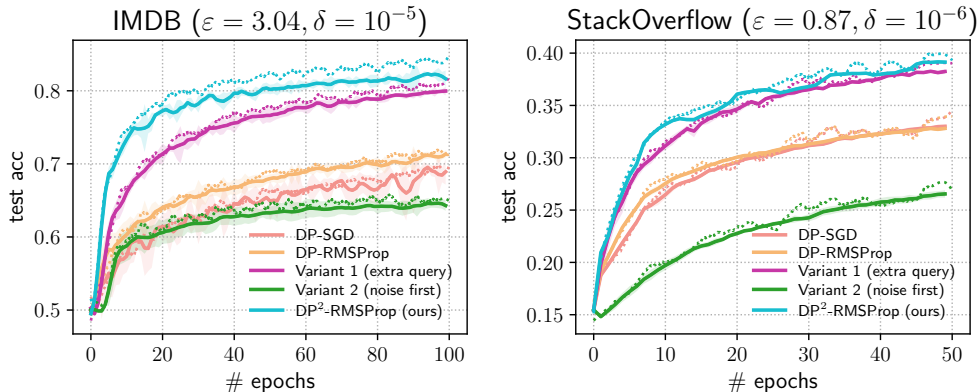 IMDB (ε = 3.04, δ = 10⁻⁵)
test acc
0.8
0.7
0.6
0.5
DP-SGD
DP-RMSProp
Variant 1 (extra query)
Variant 2 (noise first)
DP²-RMSProp (ours)
0 20 40 60 80 100
# epochs
StackOverflow (ε = 0.87, δ = 10⁻⁶)
test acc
0.40
0.35
0.30
0.25
0.20
0.15
DP-SGD
DP-RMSProp
Variant 1 (extra query)
Variant 2 (noise first)
DP²-RMSProp (ours)
0 10 20 30 40 50
# epochs